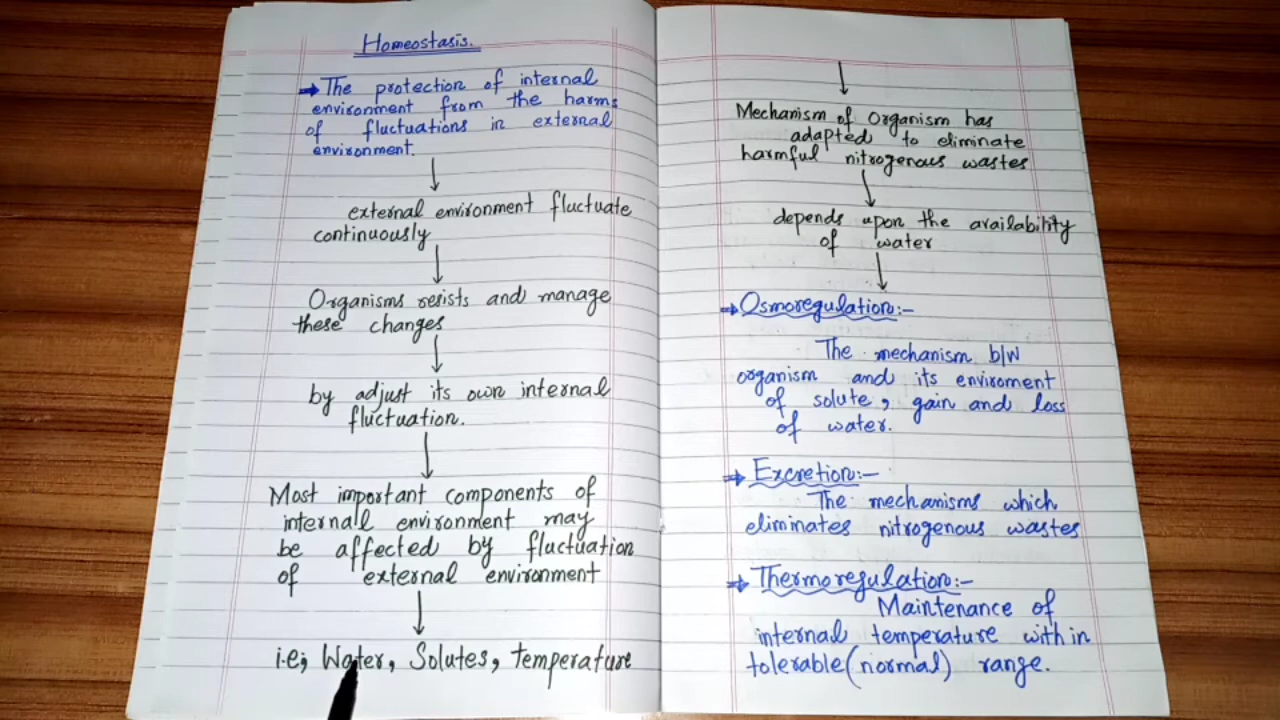 Homeostasis.
→ The protection of internal
environment from the harms
of fluctuations in external
environment.
external environment fluctuate
continuously
Organisms resists and manage
these changes
by adjust its own internal
fluctuation.
Most important components of
internal environment may
be affected by fluctuation
of external environment
i.e; Water, Solutes, Temperature
Mechanism of Organism has
adapted to eliminate
harmful nitrogenous wastes
depends upon the availability
of water
→ Osmoregulation:-
The mechanism b/w
organism and its enviroment
of solute, gain and loss
of water.
→ Excretion:-
The mechanisms which
eliminates nitrogenous wastes
→ Thermoregulation:-
Maintenance of
internal temperature within
tolerable (normal) range.